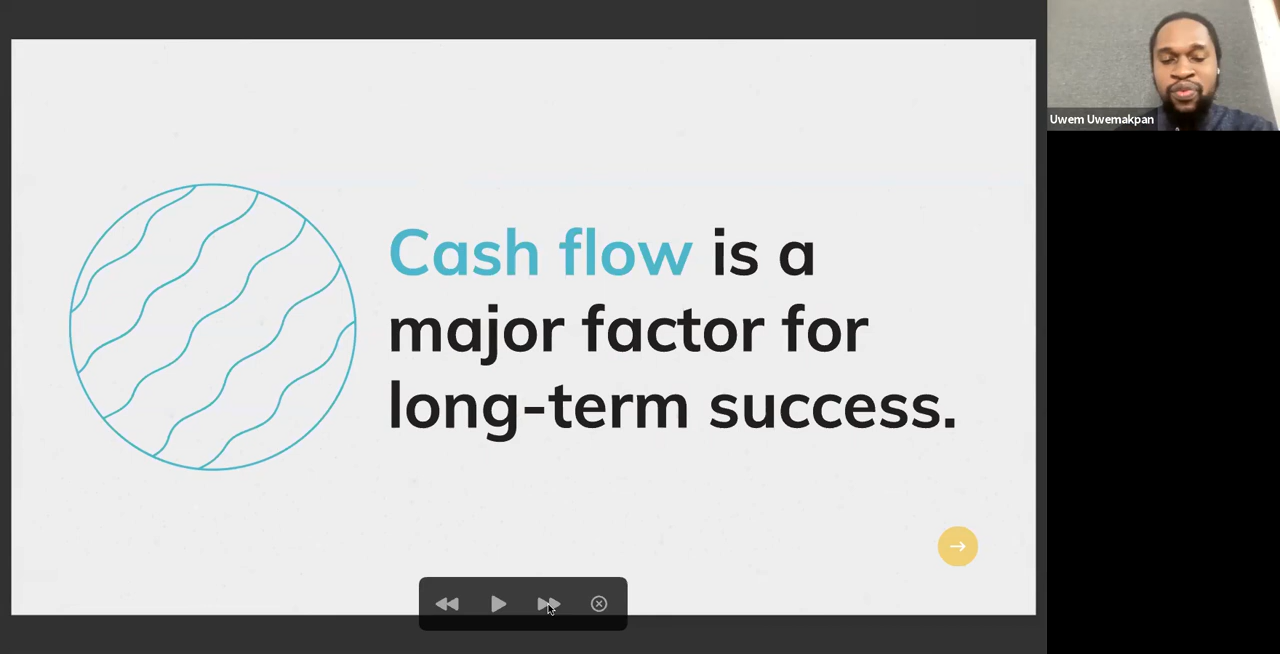 Cash flow is a
major factor for
long-term success.
Uwem Uwemakpan